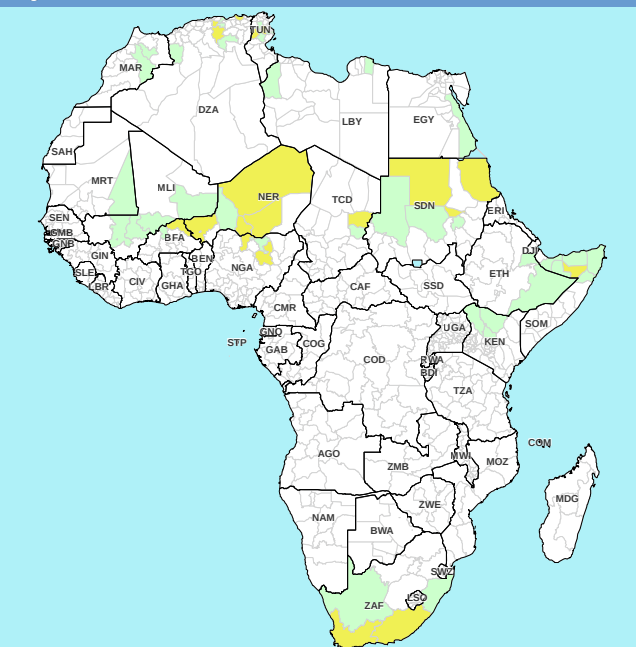 TUN
MAR
DZA
LBY
EGY
SAH
MRT
MLI
NER
TCD
SDN
ERI
SEN
GMB
GNB
GIN
SLE
LBR
CIV
BFA
GHA
TGO
BEN
NGA
CMR
CAF
SSD
ETH
DJI
SOM
GNQ
STP
GAB
COG
COD
UGA
KEN
RWA
BDI
TZA
AGO
ZMB
MWI
MOZ
COM
MDG
NAM
ZWE
BWA
SWZ
LSO
ZAF